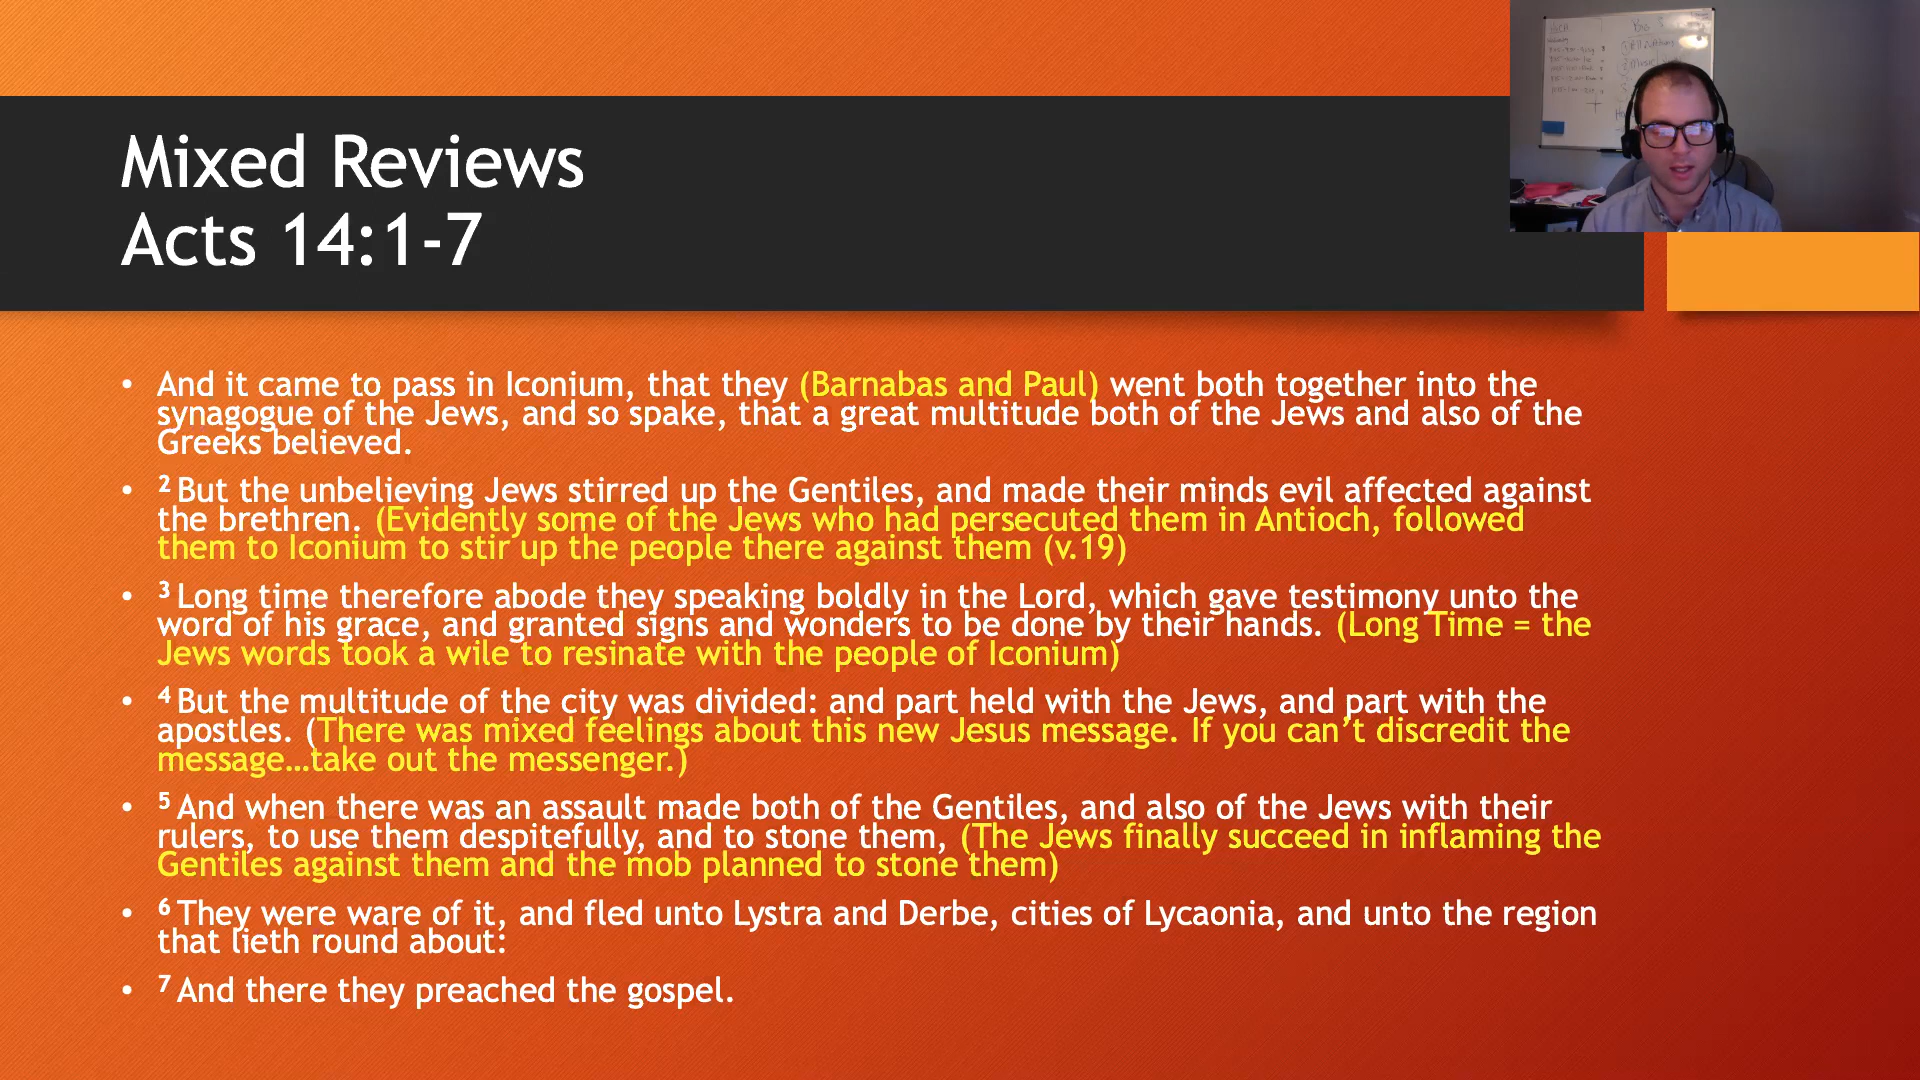 Mixed Reviews
Acts 14:1-7
• And it came to pass in Iconium, that they (Barnabas and Paul) went both together into the
synagogue of the Jews, and so spake, that a great multitude both of the Jews and also of the
Greeks believed.
• ² But the unbelieving Jews stirred up the Gentiles, and made their minds evil affected against
the brethren. (Evidently some of the Jews who had persecuted them in Antioch, followed
them to Iconium to stir up the people there against them (v.19)
• ³ Long time therefore abode they speaking boldly in the Lord, which gave testimony unto the
word of his grace, and granted signs and wonders to be done by their hands. (Long Time = the
Jews words took a wile to resinate with the people of Iconium)
• ⁴ But the multitude of the city was divided: and part held with the Jews, and part with the
apostles. (There was mixed feelings about this new Jesus message. If you can’t discredit the
message…take out the messenger.)
• ⁵ And when there was an assault made both of the Gentiles, and also of the Jews with their
rulers, to use them despitefully, and to stone them, (The Jews finally succeed in inflaming the
Gentiles against them and the mob planned to stone them)
• ⁶ They were ware of it, and fled unto Lystra and Derbe, cities of Lycaonia, and unto the region
that lieth round about:
• ⁷ And there they preached the gospel.